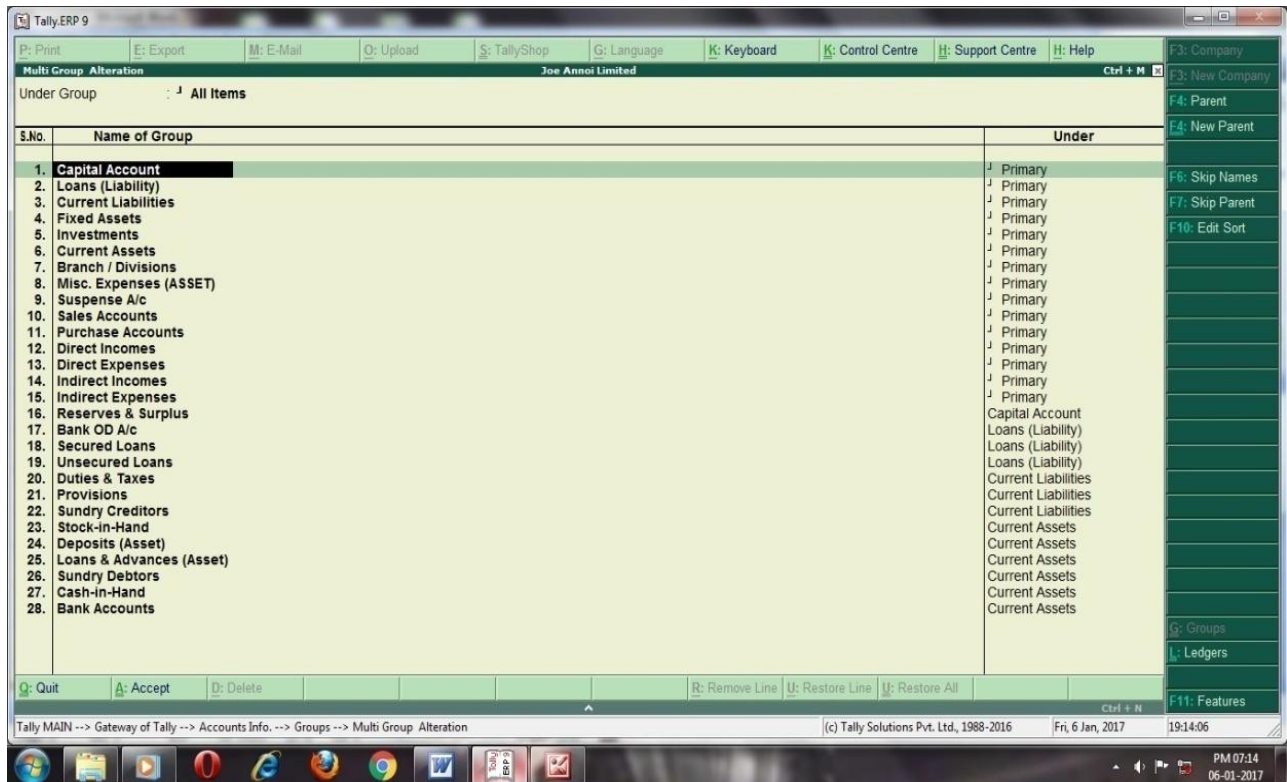 Tally.ERP 9
P: Print E: Export M: E-Mail O: Upload S: TallyShop G: Language K: Keyboard K: Control Centre H: Support Centre H: Help F3: Company
Multi Group Alteration Joe Annoi Limited Ctrl + M F3: New Company
Under Group : ┘ All Items F4: Parent
F4: New Parent
S.No. Name of Group Under
1. Capital Account ┘ Primary
F6: Skip Names
2. Loans (Liability) ┘ Primary
3. Current Liabilities ┘ Primary
F7: Skip Parent
4. Fixed Assets ┘ Primary
F10: Edit Sort
5. Investments ┘ Primary
6. Current Assets ┘ Primary
7. Branch / Divisions ┘ Primary
8. Misc. Expenses (ASSET) ┘ Primary
9. Suspense A/c ┘ Primary
10. Sales Accounts ┘ Primary
11. Purchase Accounts ┘ Primary
12. Direct Incomes ┘ Primary
13. Direct Expenses ┘ Primary
14. Indirect Incomes ┘ Primary
15. Indirect Expenses ┘ Primary
16. Reserves & Surplus Capital Account
17. Bank OD A/c Loans (Liability)
18. Secured Loans Loans (Liability)
19. Unsecured Loans Loans (Liability)
20. Duties & Taxes Current Liabilities
21. Provisions Current Liabilities
22. Sundry Creditors Current Liabilities
23. Stock-in-Hand Current Assets
24. Deposits (Asset) Current Assets
25. Loans & Advances (Asset) Current Assets
26. Sundry Debtors Current Assets
27. Cash-in-Hand Current Assets
28. Bank Accounts Current Assets
G: Groups
L: Ledgers
Q: Quit A: Accept D: Delete R: Remove Line U: Restore Line U: Restore All
F11: Features
Ctrl + N
Tally MAIN --> Gateway of Tally --> Accounts Info. --> Groups --> Multi Group Alteration (c) Tally Solutions Pvt. Ltd., 1988-2016 Fri, 6 Jan, 2017 19:14:06
Tally ERP 9
PM 07:14
06-01-2017